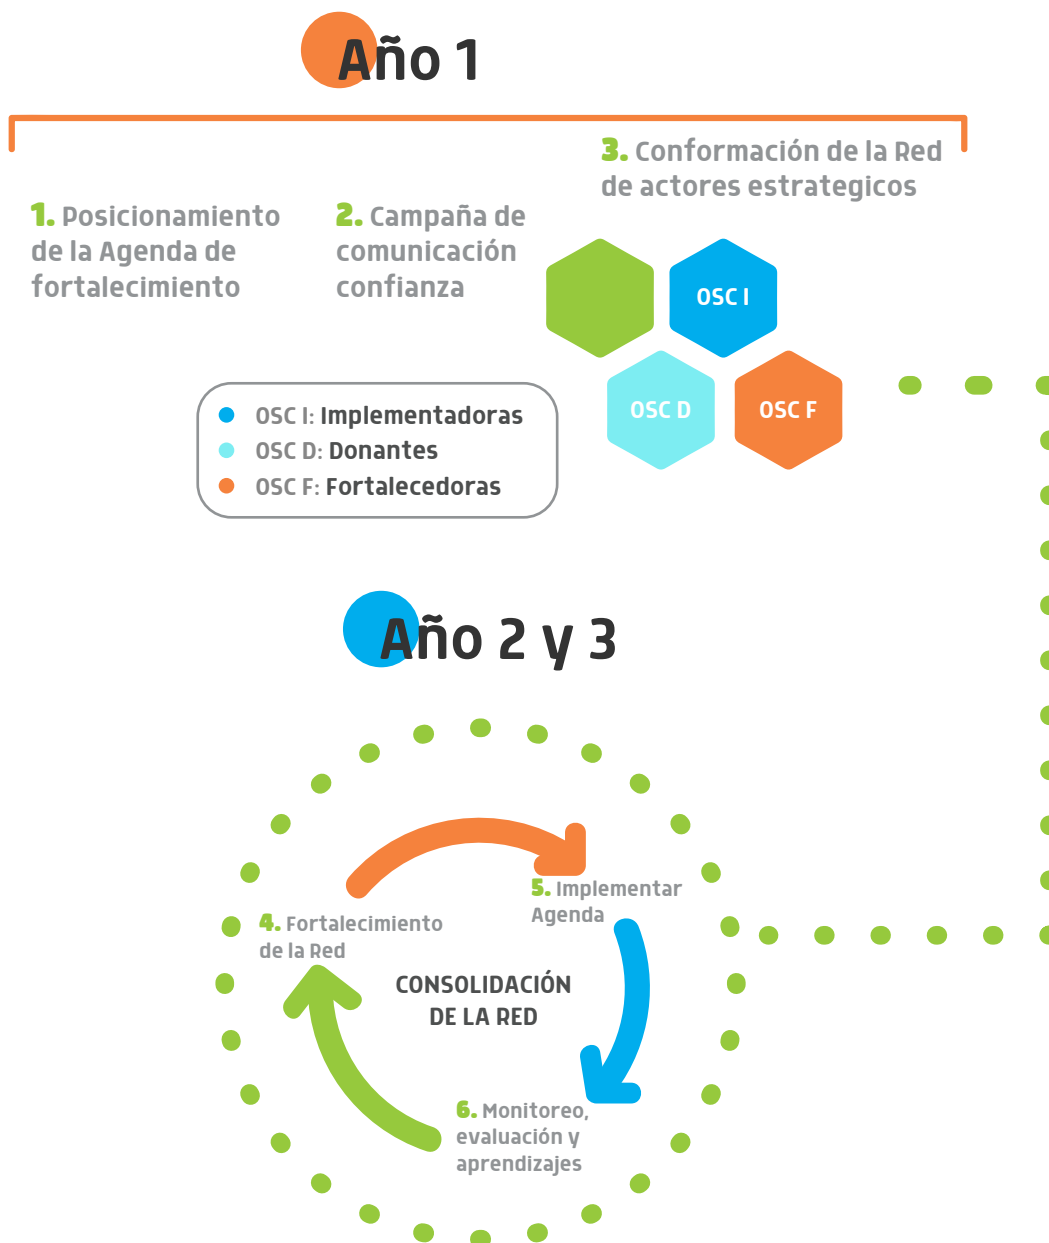 Año 1
1. Posicionamiento
de la Agenda de
fortalecimiento
2. Campaña de
comunicación
confianza
3. Conformación de la Red
de actores estrategicos
OSC I
OSC D
OSC F
OSC I: Implementadoras
OSC D: Donantes
OSC F: Fortalecedoras
Año 2 y 3
4. Fortalecimiento
de la Red
5. Implementar
Agenda
CONSOLIDACIÓN
DE LA RED
6. Monitoreo,
evaluación y
aprendizajes